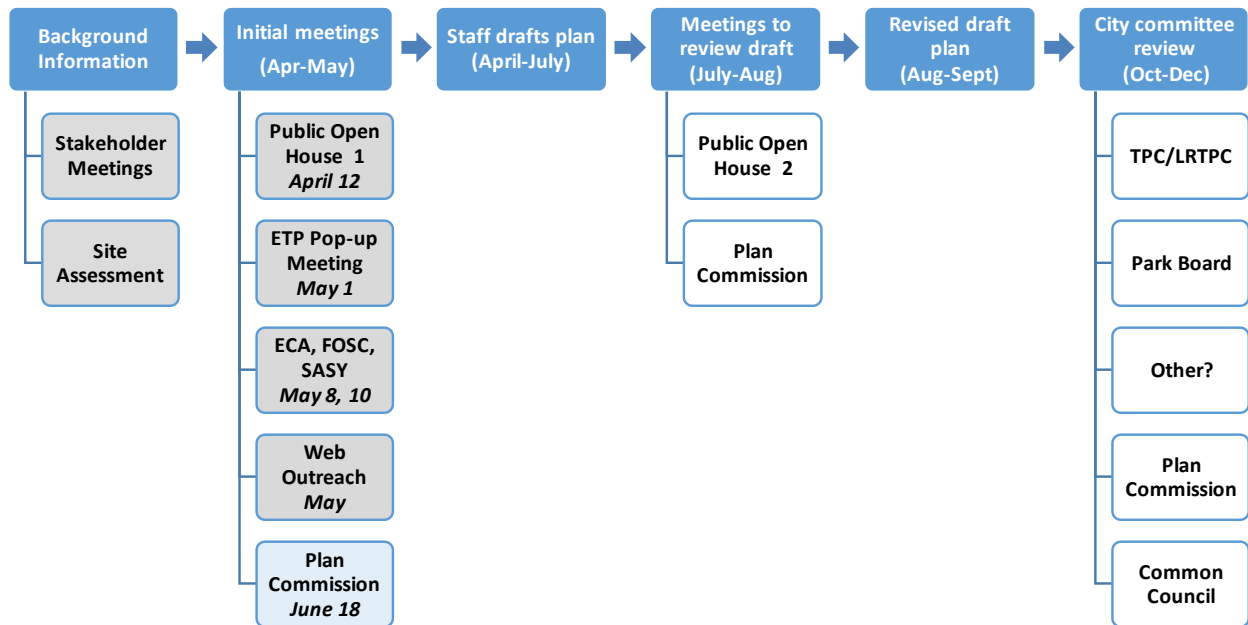 Background
Information
Initial meetings
(Apr-May)
Staff drafts plan
(April-July)
Meetings to
review draft
(July-Aug)
Revised draft
plan
(Aug-Sept)
City committee
review
(Oct-Dec)
Stakeholder
Meetings
Site
Assessment
Public Open
House 1
April 12
ETP Pop-up
Meeting
May 1
ECA, FOSC,
SASY
May 8, 10
Web
Outreach
May
Plan
Commission
June 18
Public Open
House 2
Plan
Commission
TPC/LRTPC
Park Board
Other?
Plan
Commission
Common
Council